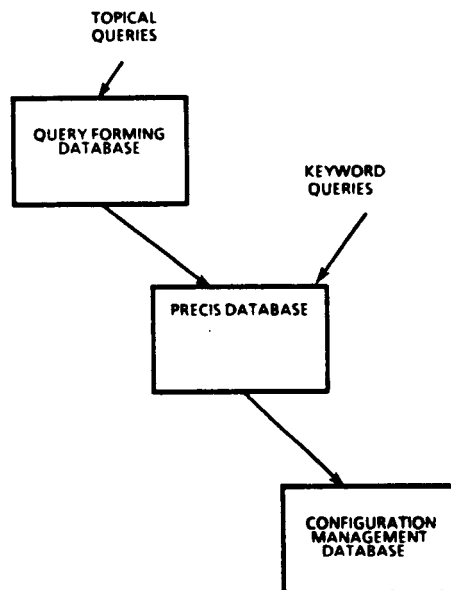 TOPICAL
QUERIES
QUERY FORMING
DATABASE
KEYWORD
QUERIES
PRECIS DATABASE
CONFIGURATION
MANAGEMENT
DATABASE